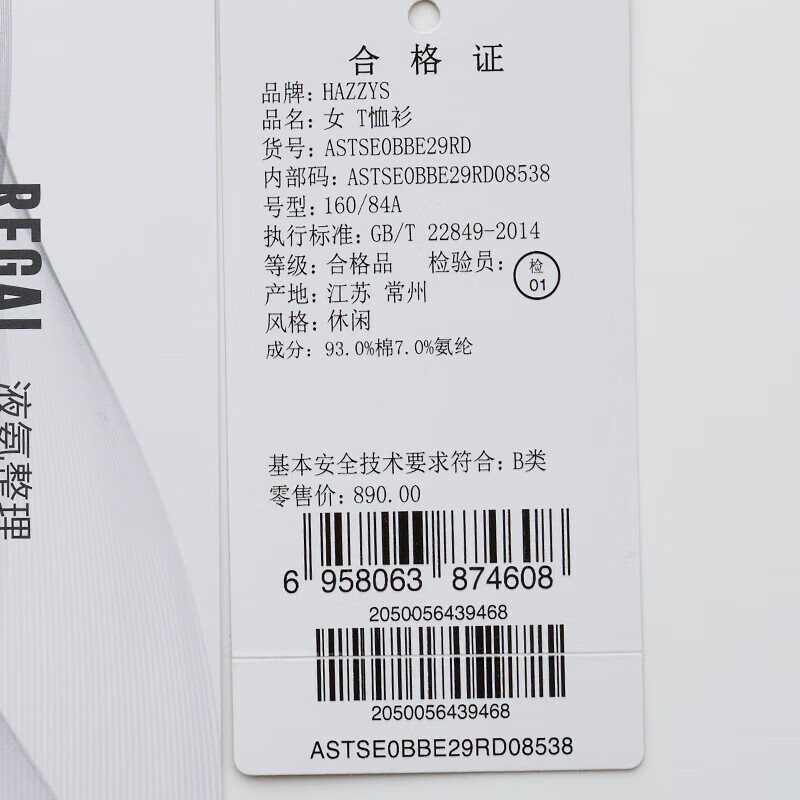 合格证
品牌: HAZZYS
品名: 女 T恤衫
货号: ASTSE0BBE29RD
内部码: ASTSE0BBE29RD08538
号型: 160/84A
执行标准: GB/T 22849-2014
等级: 合格品 检验员: 检 01
产地: 江苏 常州
风格: 休闲
成分: 93.0%棉7.0%氨纶
基本安全技术要求符合: B类
零售价: 890.00
6 958063 874608
2050056439468
2050056439468
ASTSE0BBE29RD08538
REGAL
液氨整理